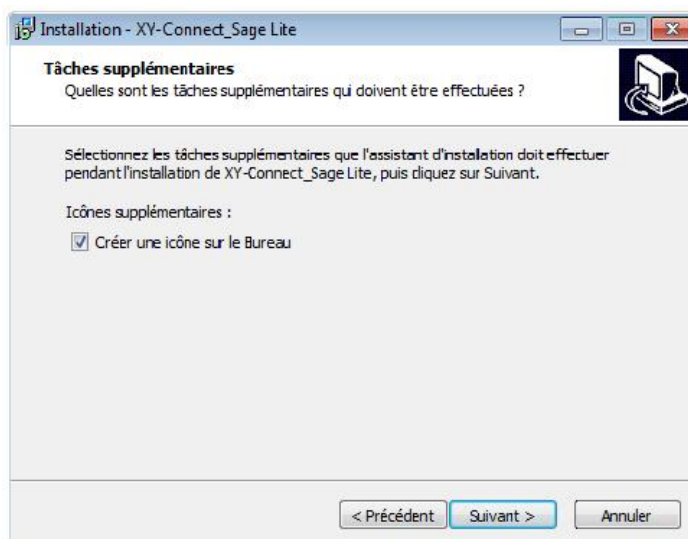 Installation - XY-Connect_Sage Lite
Tâches supplémentaires
Quelles sont les tâches supplémentaires qui doivent être effectuées ?
Sélectionnez les tâches supplémentaires que l'assistant d'installation doit effectuer
pendant l'installation de XY-Connect_Sage Lite, puis cliquez sur Suivant.
Icônes supplémentaires :
Créer une icône sur le Bureau
< Précédent Suivant > Annuler